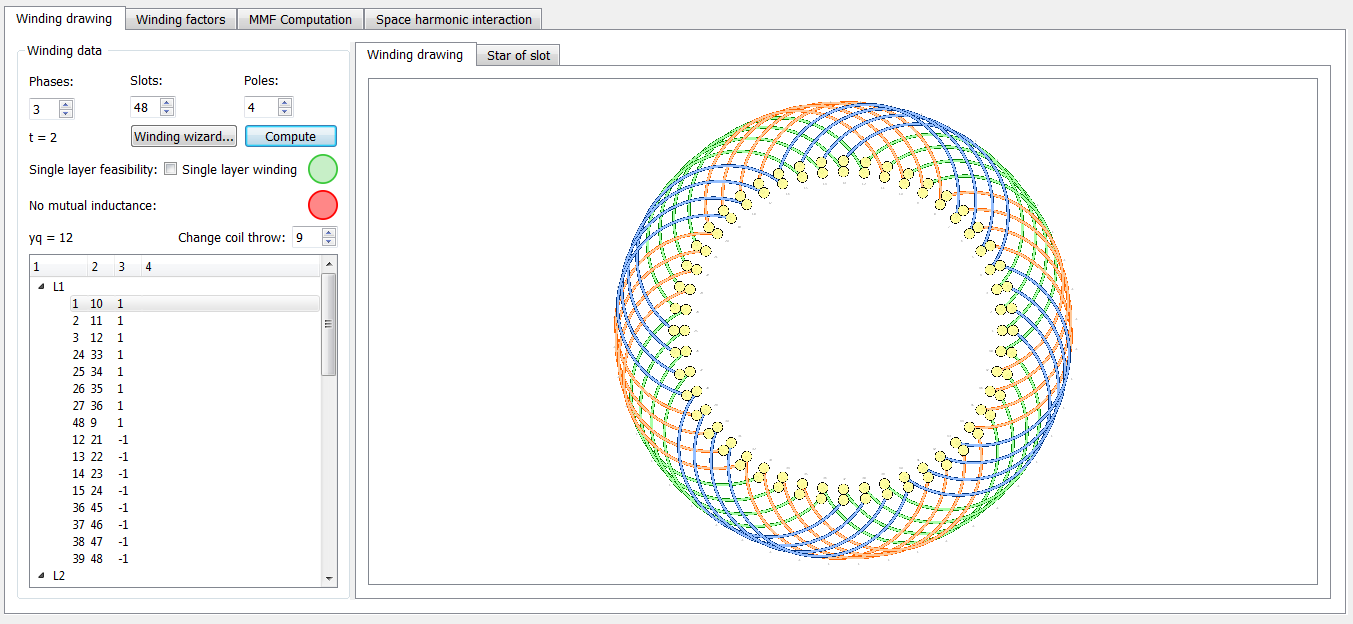 Winding drawing Winding factors MMF Computation Space harmonic interaction
Winding data
Phases: Slots: Poles:
3 48 4
t = 2 Winding wizard... Compute
Single layer feasibility: Single layer winding
No mutual inductance:
yq = 12 Change coil throw: 9
1 2 3 4
L1
1 10 1
2 11 1
3 12 1
24 33 1
25 34 1
26 35 1
27 36 1
48 9 1
12 21 -1
13 22 -1
14 23 -1
15 24 -1
36 45 -1
37 46 -1
38 47 -1
39 48 -1
L2
Winding drawing Star of slot